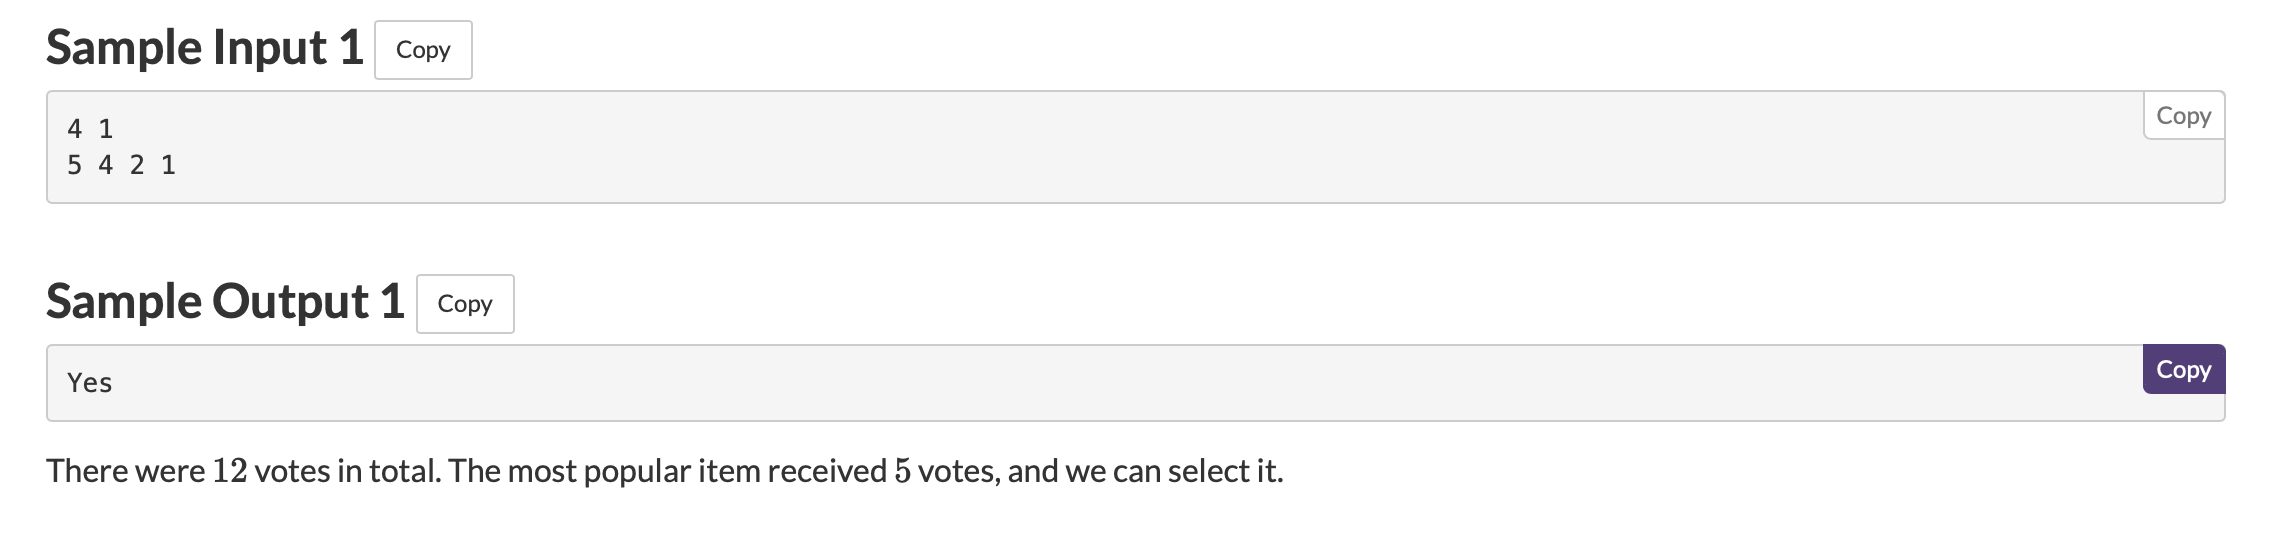 Sample Input 1 Copy
Copy
4 1
5 4 2 1
Sample Output 1 Copy
Copy
Yes
There were 12 votes in total. The most popular item received 5 votes, and we can select it.